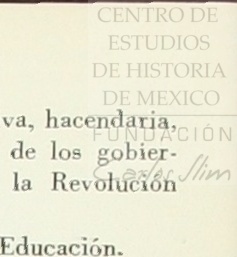 CENTRO DE
ESTUDIOS
DE HISTORIA
DE MEXICO
FUNDACIÓN
Carlos Slim
va, hacendaria,
de los gobier-
la Revolución
Educación.